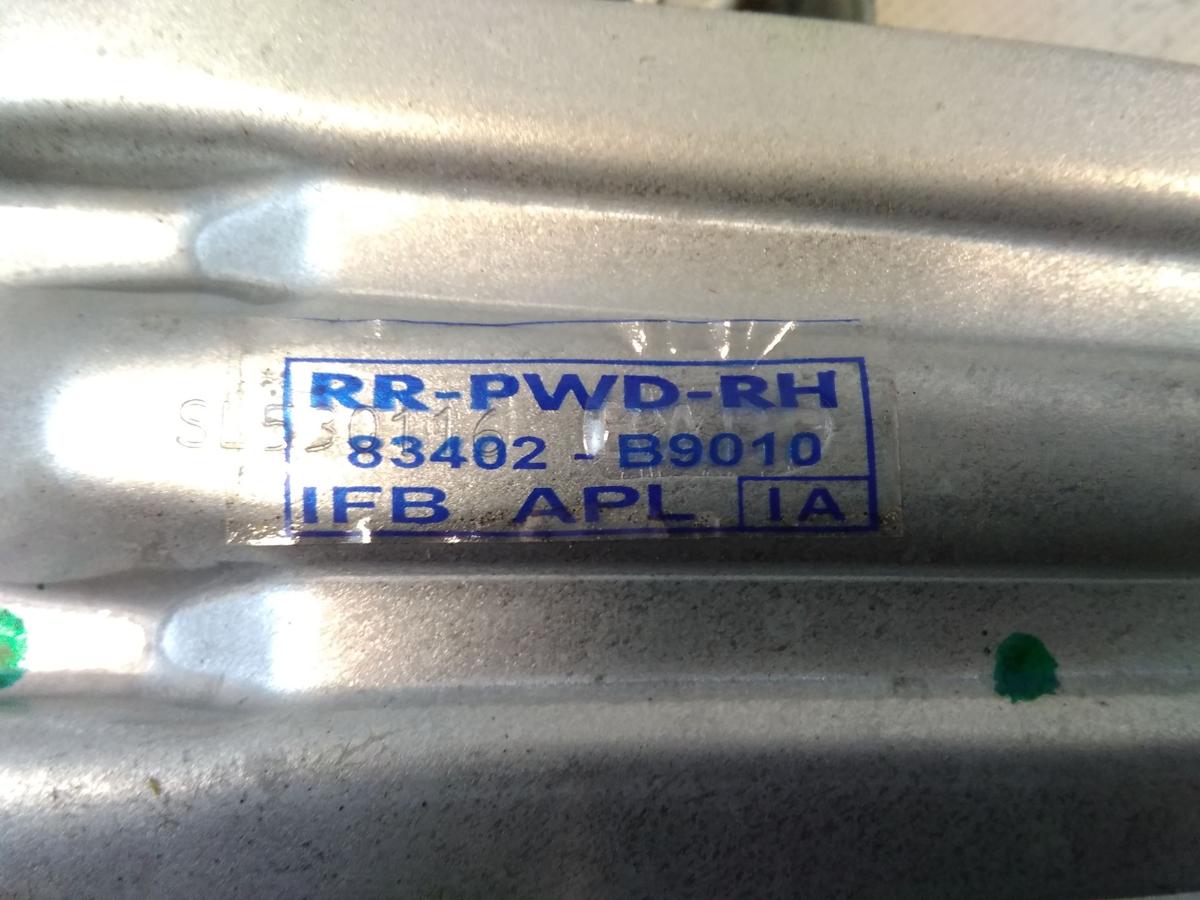 RR-PWD-RH
83402 - B9010
IFB APL IA